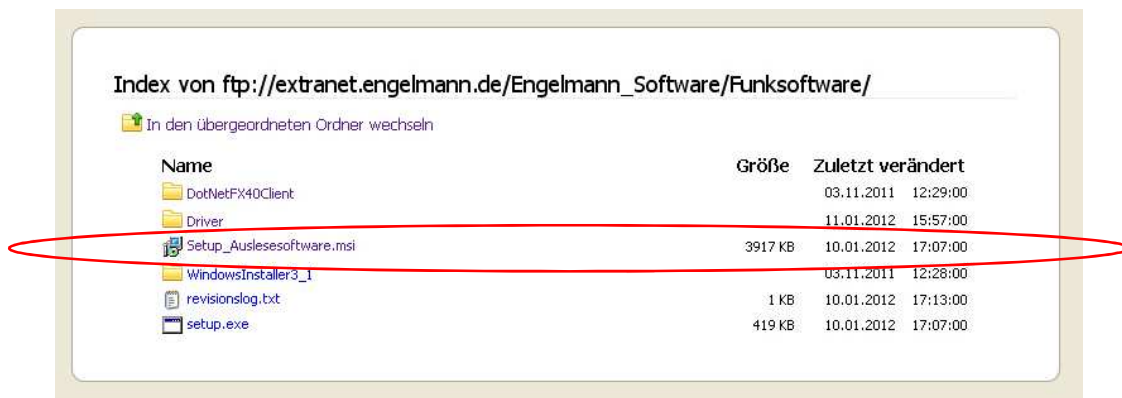 Index von ftp://extranet.engelmann.de/Engelmann_Software/Funksoftware/
In den übergeordneten Ordner wechseln
Name Größe Zuletzt verändert
DotNetFX40Client 03.11.2011 12:29:00
Driver 11.01.2012 15:57:00
Setup_Auslesesoftware.msi 3917 KB 10.01.2012 17:07:00
WindowsInstaller3_1 03.11.2011 12:28:00
revisionslog.txt 1 KB 10.01.2012 17:13:00
setup.exe 419 KB 10.01.2012 17:07:00